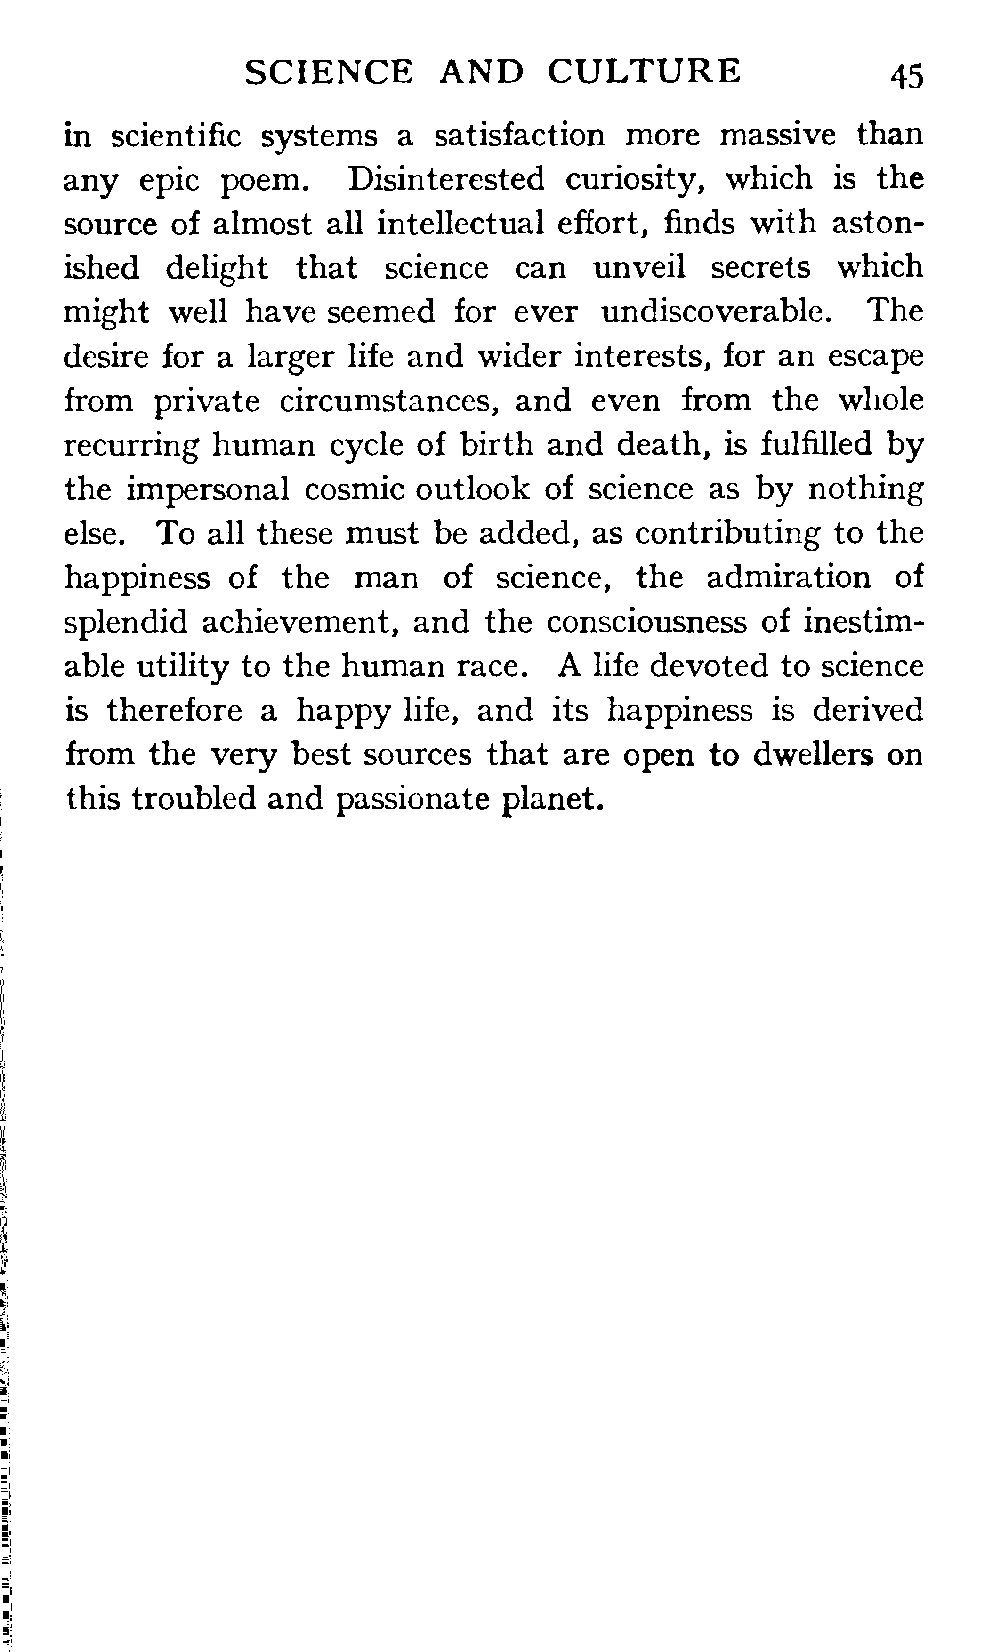 SCIENCE AND CULTURE 45
in scientific systems a satisfaction more massive than
any epic poem. Disinterested curiosity, which is the
source of almost all intellectual effort, finds with aston-
ished delight that science can unveil secrets which
might well have seemed for ever undiscoverable. The
desire for a larger life and wider interests, for an escape
from private circumstances, and even from the whole
recurring human cycle of birth and death, is fulfilled by
the impersonal cosmic outlook of science as by nothing
else. To all these must be added, as contributing to the
happiness of the man of science, the admiration of
splendid achievement, and the consciousness of inestim-
able utility to the human race. A life devoted to science
is therefore a happy life, and its happiness is derived
from the very best sources that are open to dwellers on
this troubled and passionate planet.